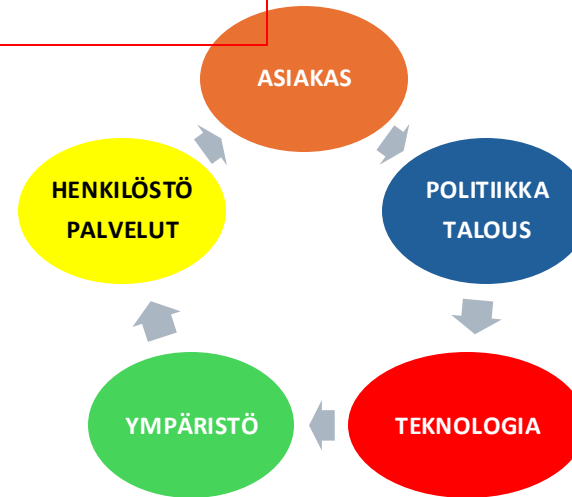 ASIAKAS
POLITIIKKA
TALOUS
TEKNOLOGIA
YMPÄRISTÖ
HENKILÖSTÖ
PALVELUT